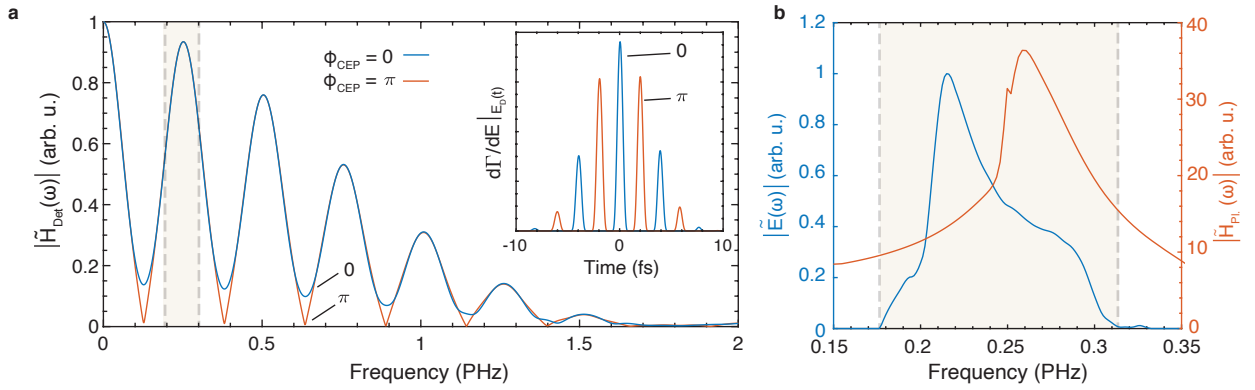 a
|H̃Det(ω)| (arb. u.)
1
0.8
0.6
0.4
0.2
0
0
0.5
1
1.5
2
Frequency (PHz)
ϕCEP = 0
ϕCEP = π
0
π
dΓ/dE|ED(t)
0
π
-10
0
10
Time (fs)
b
|Ẽ(ω)| (arb. u.)
1.2
1
0.8
0.6
0.4
0.2
0
0.15
0.2
0.25
0.3
0.35
Frequency (PHz)
40
30
20
10
0
|H̃Pl.(ω)| (arb. u.)